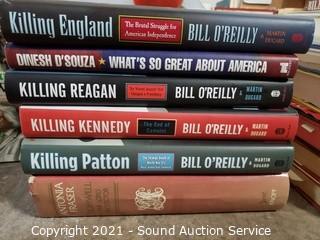 Killing England
The Brutal Struggle for
American Independence
BILL O'REILLY
& MARTIN
DUGARD
DINESH D'SOUZA ★ WHAT'S SO GREAT ABOUT AMERICA
KILLING REAGAN
BILL O'REILLY
& MARTIN
DUGARD
KILLING KENNEDY
The End of
Camelot
BILL O'REILLY
& MARTIN
DUGARD
Killing Patton
BILL O'REILLY
& MARTIN
DUGARD
ANTONIA
FRASER
KNOPF
Copyright 2021 - Sound Auction Service